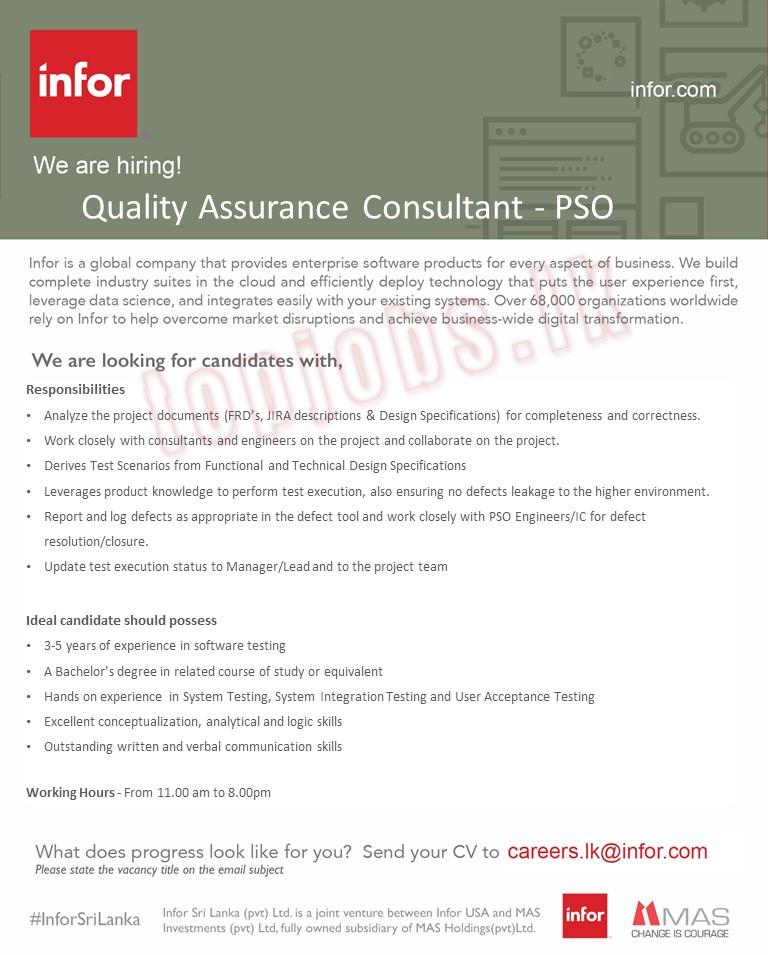 infor
infor.com
We are hiring!
Quality Assurance Consultant - PSO
Infor is a global company that provides enterprise software products for every aspect of business. We build
complete industry suites in the cloud and efficiently deploy technology that puts the user experience first,
leverage data science, and integrates easily with your existing systems. Over 68,000 organizations worldwide
rely on Infor to help overcome market disruptions and achieve business-wide digital transformation.
topjobs.lk
We are looking for candidates with,
Responsibilities
• Analyze the project documents (FRD's, JIRA descriptions & Design Specifications) for completeness and correctness.
• Work closely with consultants and engineers on the project and collaborate on the project.
• Derives Test Scenarios from Functional and Technical Design Specifications
• Leverages product knowledge to perform test execution, also ensuring no defects leakage to the higher environment.
• Report and log defects as appropriate in the defect tool and work closely with PSO Engineers/IC for defect
resolution/closure.
• Update test execution status to Manager/Lead and to the project team
Ideal candidate should possess
• 3-5 years of experience in software testing
• A Bachelor's degree in related course of study or equivalent
• Hands on experience in System Testing, System Integration Testing and User Acceptance Testing
• Excellent conceptualization, analytical and logic skills
• Outstanding written and verbal communication skills
Working Hours - From 11.00 am to 8.00pm
What does progress look like for you? Send your CV to careers.lk@infor.com
Please state the vacancy title on the email subject
#InforSriLanka
Infor Sri Lanka (pvt) Ltd. is a joint venture between Infor USA and MAS
Investments (pvt) Ltd, fully owned subsidiary of MAS Holdings(pvt)Ltd.
infor
MAS
CHANGE IS COURAGE